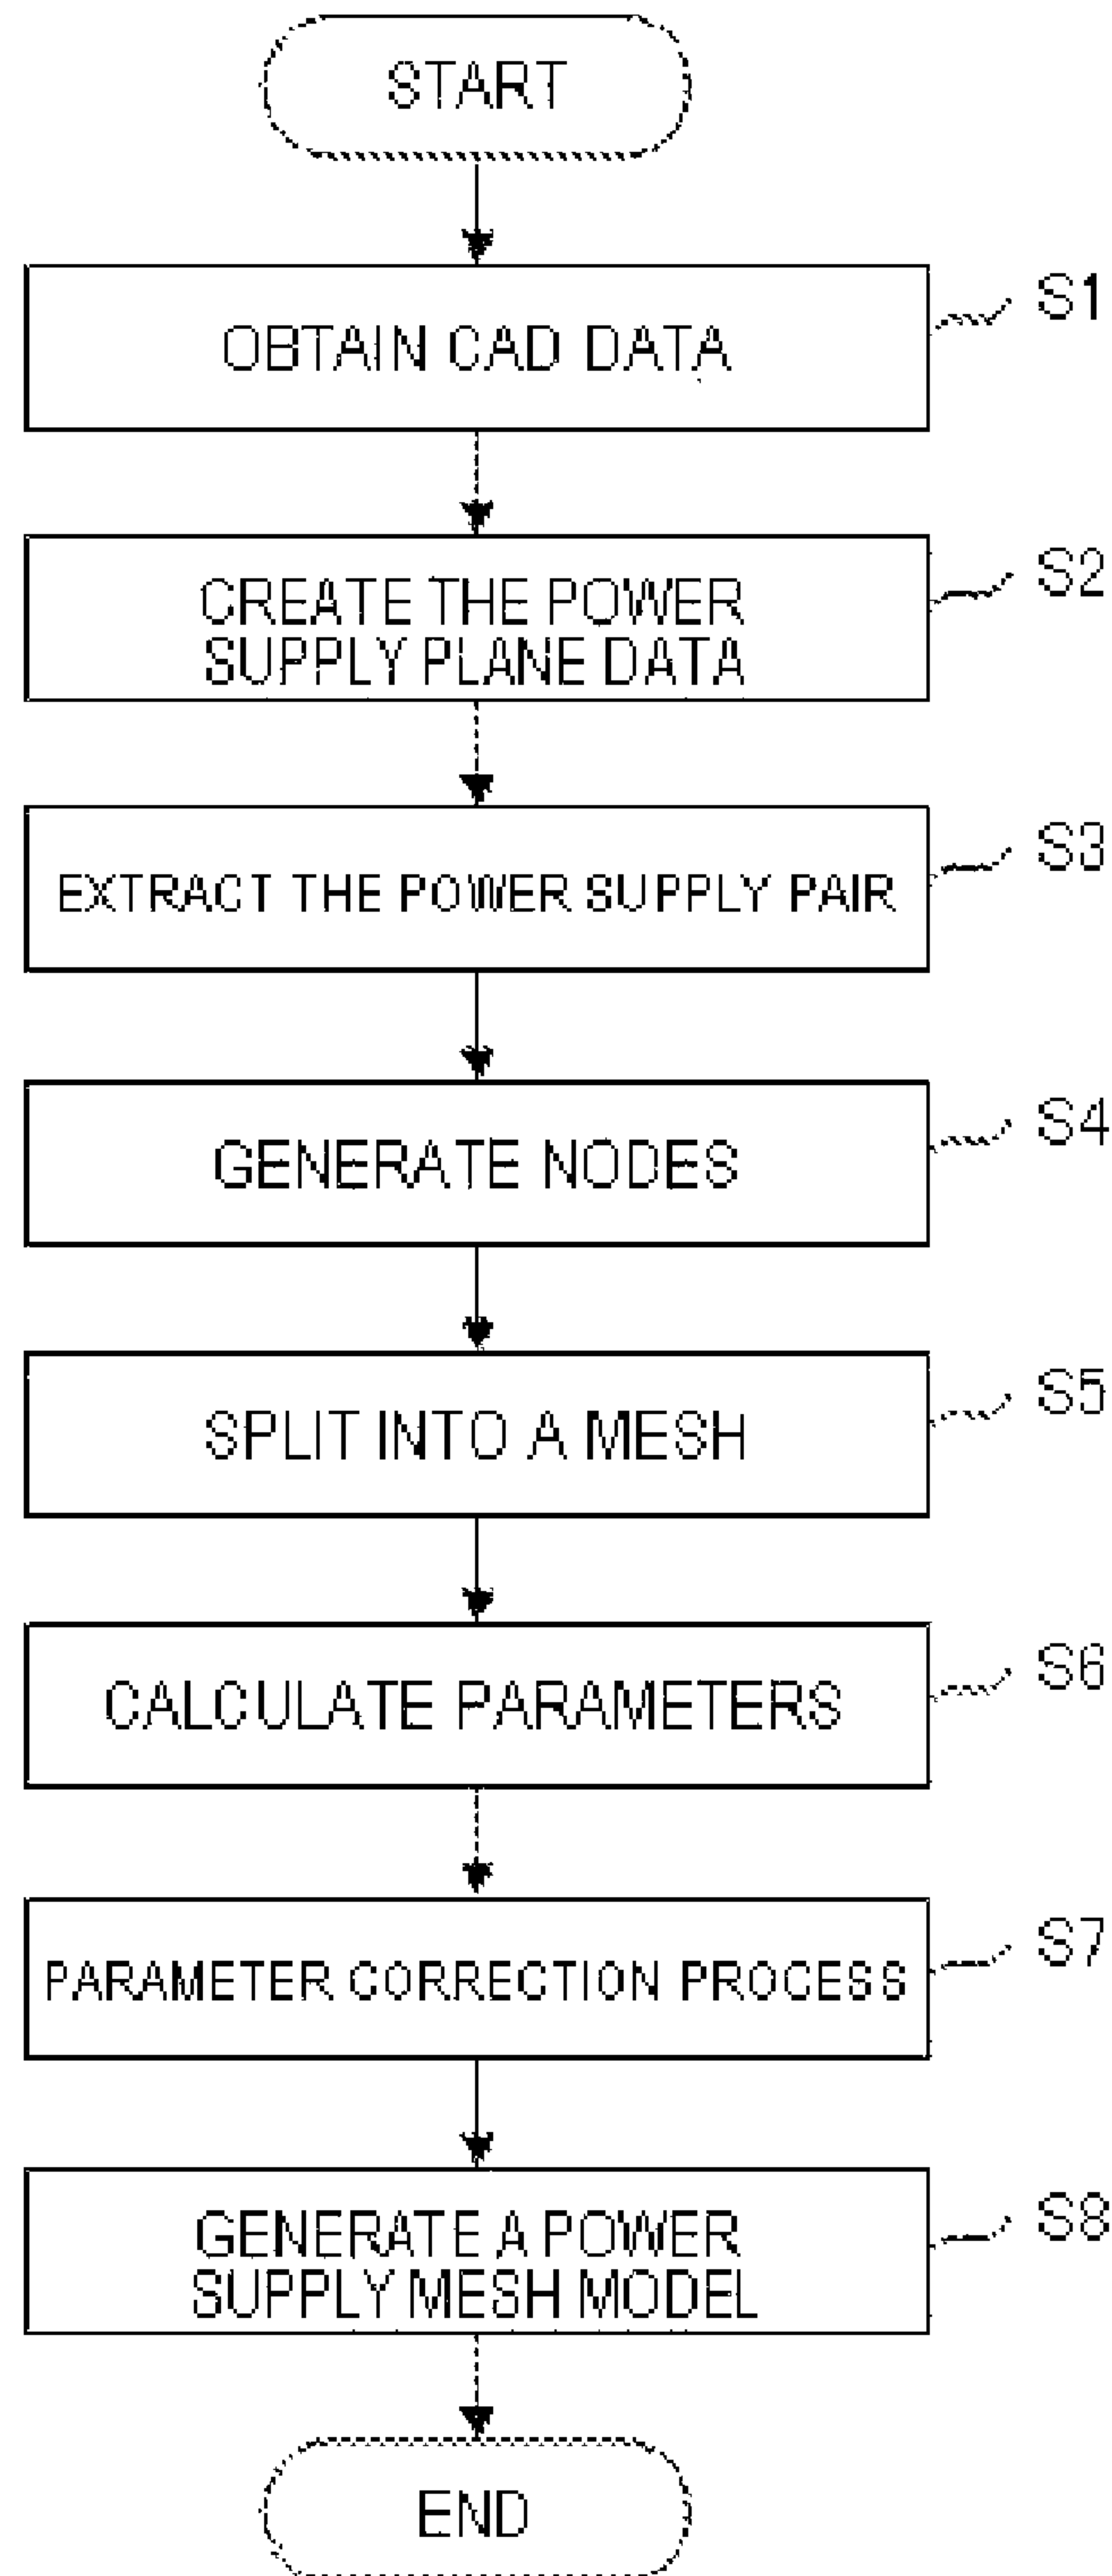 START
OBTAIN CAD DATA
S1
CREATE THE POWER
SUPPLY PLANE DATA
S2
EXTRACT THE POWER SUPPLY PAIR
S3
GENERATE NODES
S4
SPLIT INTO A MESH
S5
CALCULATE PARAMETERS
S6
PARAMETER CORRECTION PROCESS
S7
GENERATE A POWER
SUPPLY MESH MODEL
S8
END